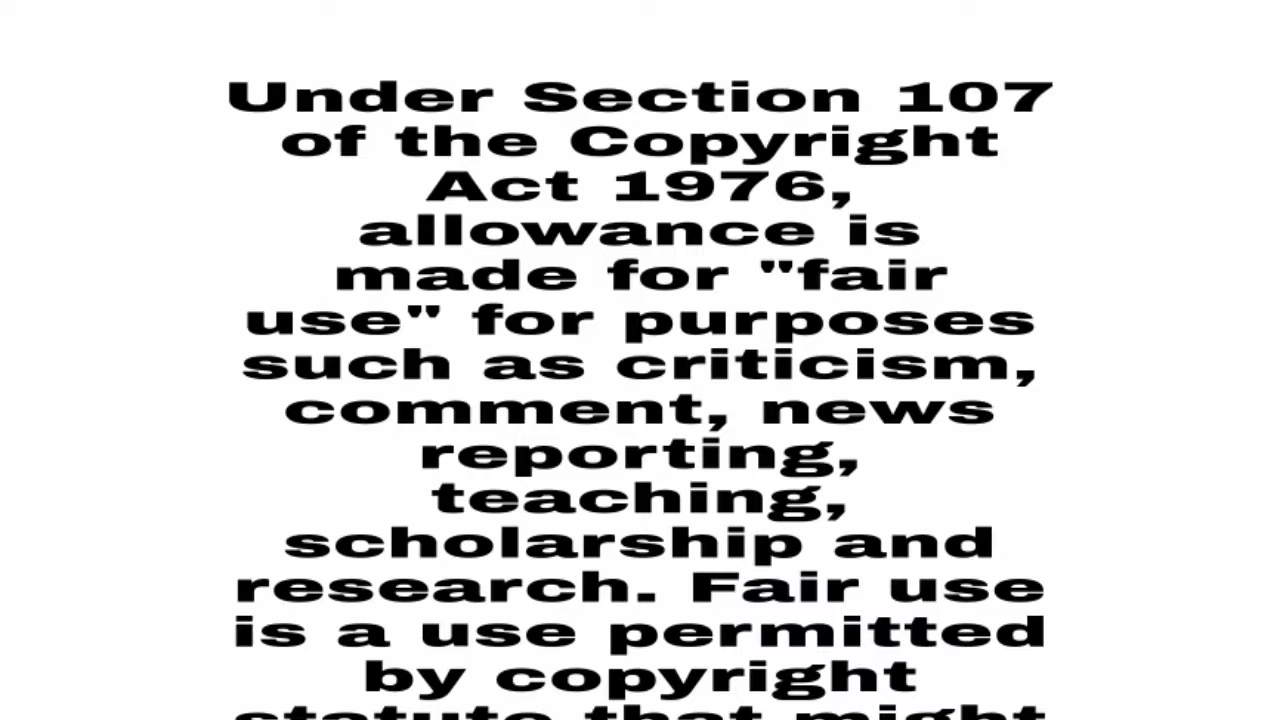 Under Section 107
of the Copyright
Act 1976,
allowance is
made for "fair
use" for purposes
such as criticism,
comment, news
reporting,
teaching,
scholarship and
research. Fair use
is a use permitted
by copyright
statute that might